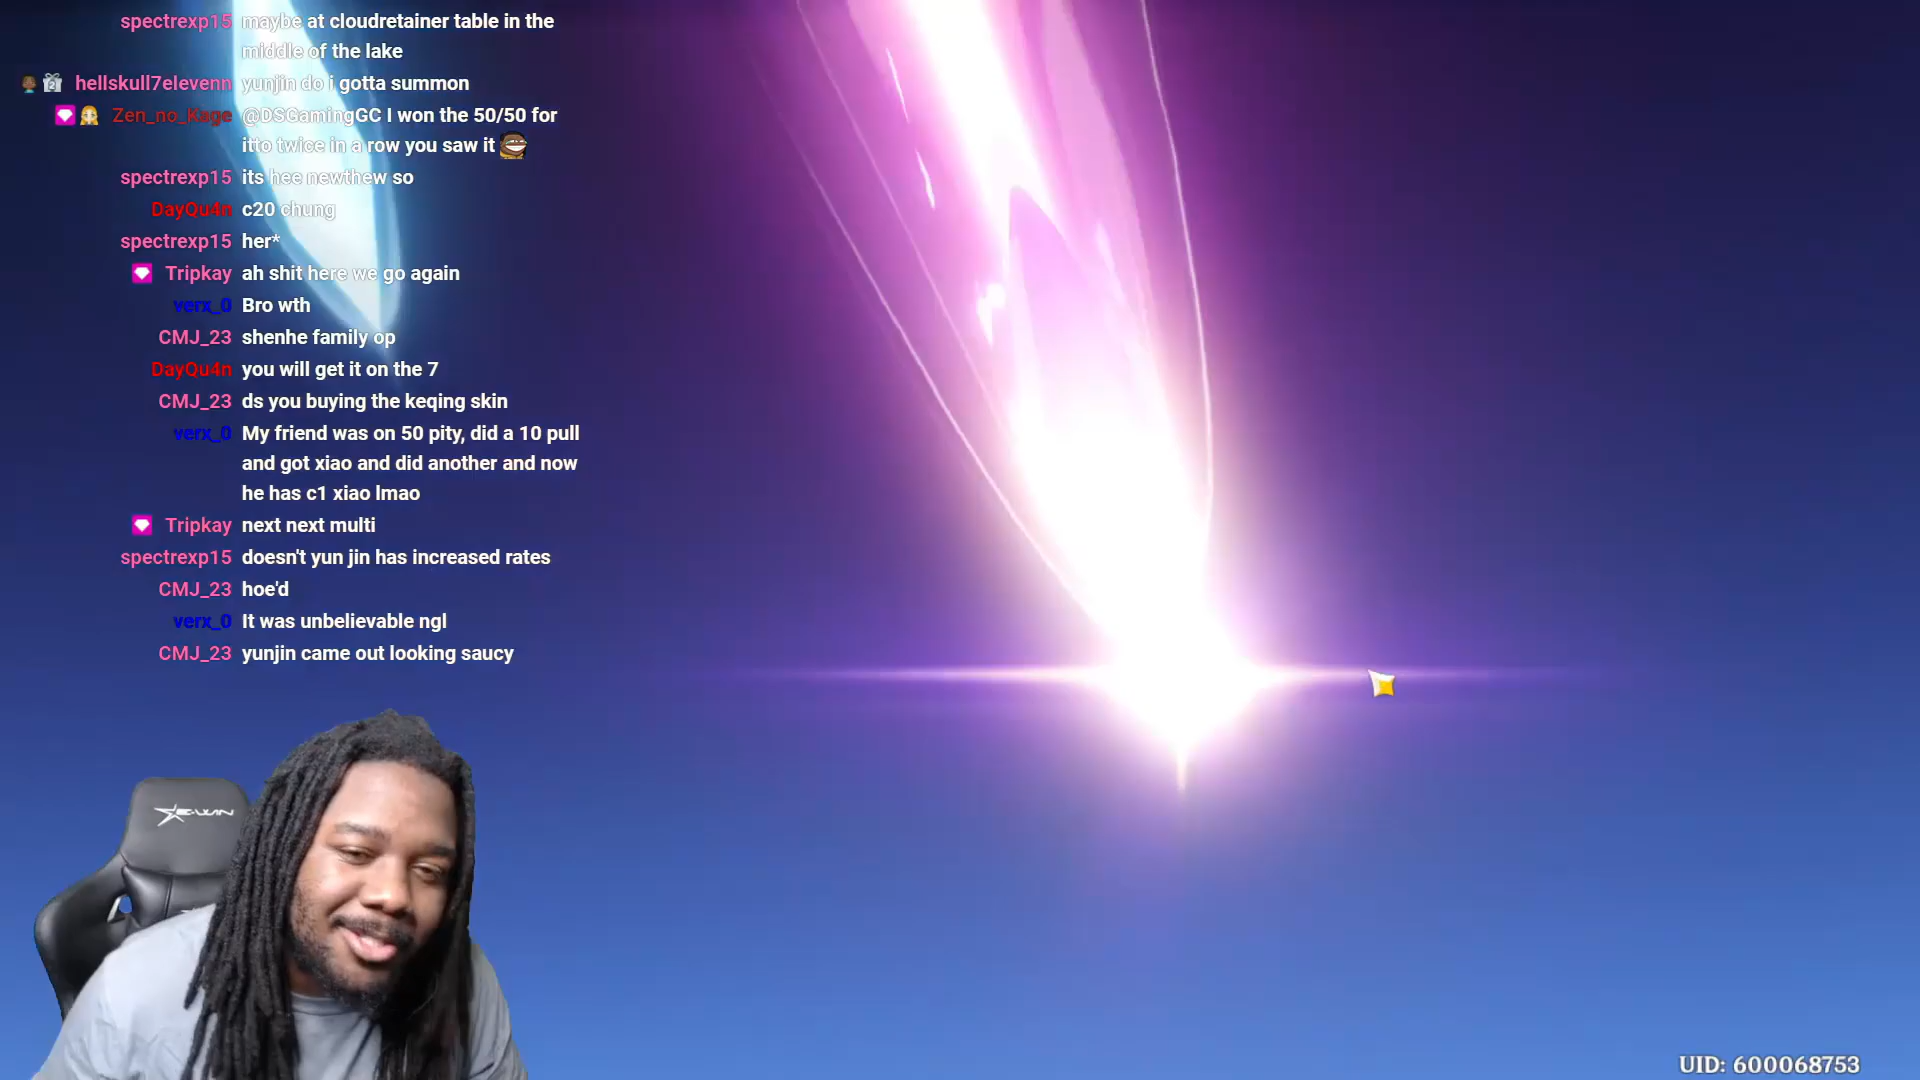 spectrexp15 maybe at cloudretainer table in the
middle of the lake
hellskull7elevenn yunjin do i gotta summon
Zen_no_Kage @DSGamingGC I won the 50/50 for
itto twice in a row you saw it
spectrexp15 its hee newthew so
DayQu4n c20 chung
spectrexp15 her*
Tripkay ah shit here we go again
verx_0 Bro wth
CMJ_23 shenhe family op
DayQu4n you will get it on the 7
CMJ_23 ds you buying the keqing skin
verx_0 My friend was on 50 pity, did a 10 pull
and got xiao and did another and now
he has c1 xiao lmao
Tripkay next next multi
spectrexp15 doesn't yun jin has increased rates
CMJ_23 hoe'd
verx_0 It was unbelievable ngl
CMJ_23 yunjin came out looking saucy
E-WIN
UID: 600068753